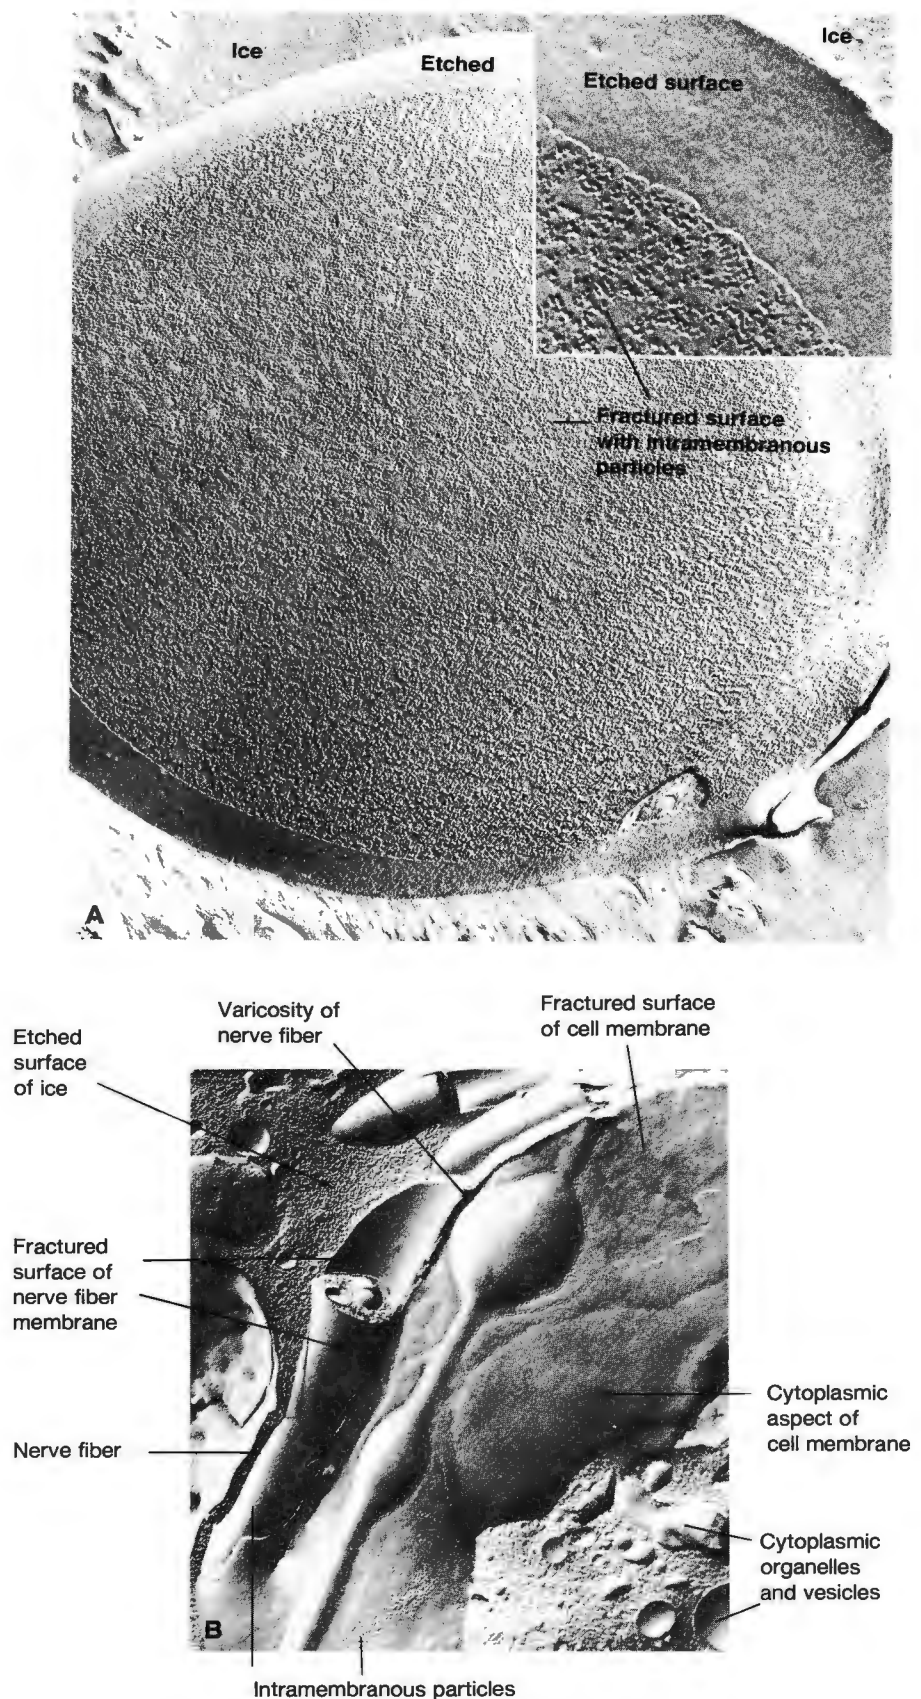 Ice
Etched
Ice
Etched surface
Fractured surface
with intramembranous
particles
A
Varicosity of
nerve fiber
Fractured surface
of cell membrane
Etched
surface
of ice
Fractured
surface of
nerve fiber
membrane
Nerve fiber
Cytoplasmic
aspect of
cell membrane
Cytoplasmic
organelles
and vesicles
B
Intramembranous particles